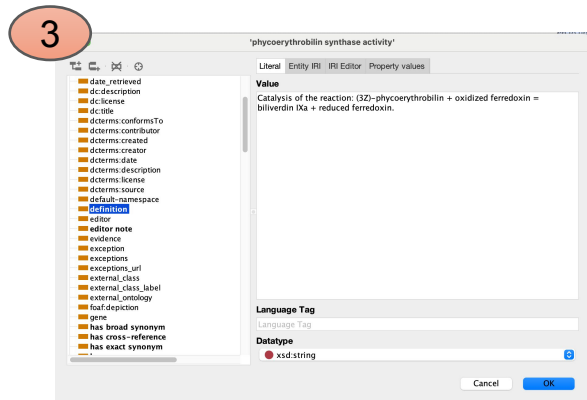 3
'phycoerythrobilin synthase activity'
Literal Entity IRI IRI Editor Property values
date_retrieved
dc:description
dc:license
dc:title
dcterms:conformsTo
dcterms:contributor
dcterms:created
dcterms:creator
dcterms:date
dcterms:description
dcterms:license
dcterms:source
default-namespace
definition
editor
editor note
evidence
exception
exceptions
exceptions_url
external_class
external_class_label
external_ontology
foaf:depiction
gene
has broad synonym
has cross-reference
has exact synonym
Value
Catalysis of the reaction: (3Z)-phycoerythrobilin + oxidized ferredoxin =
biliverdin IXa + reduced ferredoxin.
Language Tag
Language Tag
Datatype
xsd:string
Cancel OK